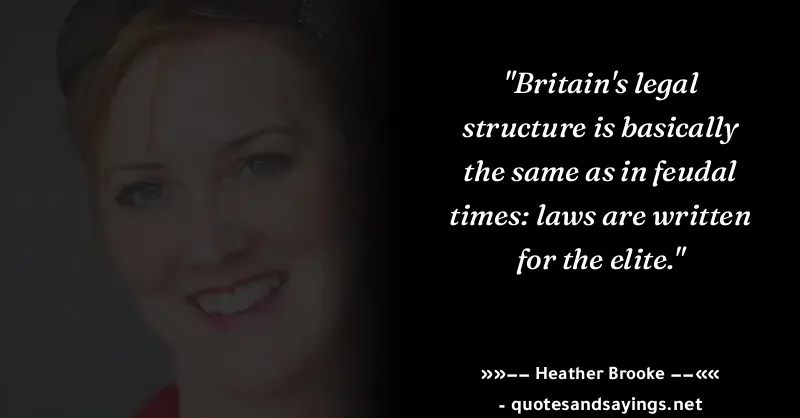 "Britain's legal
structure is basically
the same as in feudal
times: laws are written
for the elite."
»»—— Heather Brooke ——««
- quotesandsayings.net